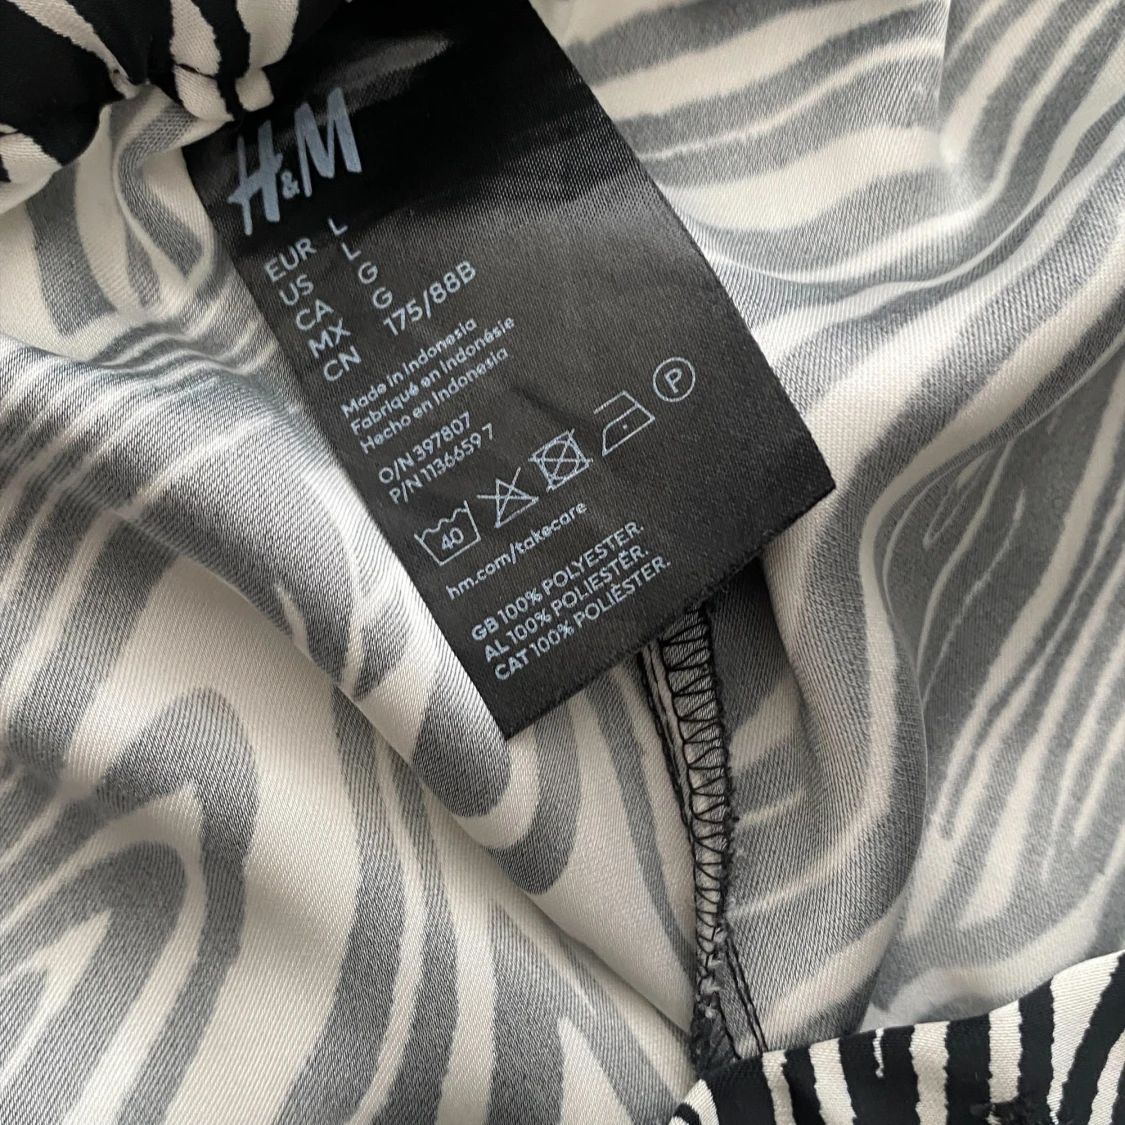 H&M
EUR L
US L
CA G
MX G
CN 175/88B
Made in Indonesia
Fabriqué en Indonésie
Hecho en Indonesia
O/N 397807
P/N 1136659 7
40
P
hm.com/takecare
GB 100% POLYESTER.
AL 100% POLIESTËR.
CAT 100% POLIÈSTER.